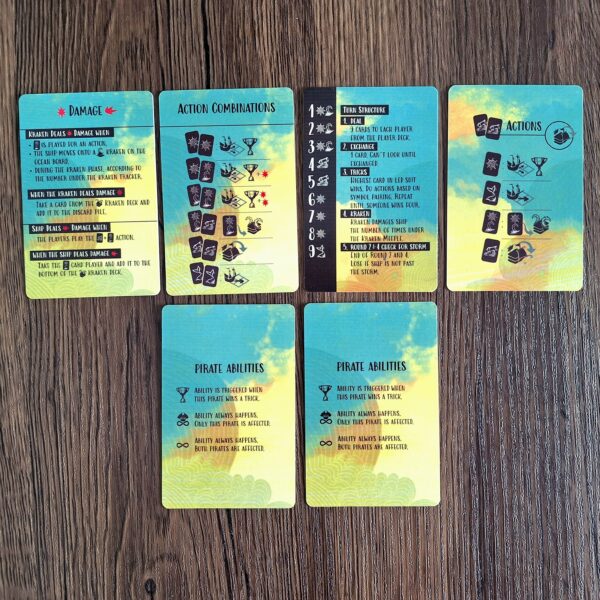 DAMAGE
KRAKEN DEALS DAMAGE WHEN
• IS PLAYED FOR AN ACTION.
• THE SHIP MOVES ONTO A KRAKEN ON THE
OCEAN BOARD.
• DURING THE KRAKEN PHASE, ACCORDING TO
THE NUMBER UNDER THE KRAKEN TRACKER.
WHEN THE KRAKEN DEALS DAMAGE
TAKE A CARD FROM THE KRAKEN DECK AND
ADD IT TO THE DISCARD PILE.
SHIP DEALS DAMAGE WHEN
THE PLAYERS PLAY THE + ACTION.
WHEN THE SHIP DEALS DAMAGE
TAKE THE CARD PLAYER AND ADD IT TO THE
BOTTOM OF THE KRAKEN DECK.
ACTION COMBINATIONS
1
2
3
4
5
6
7
8
9
TURN STRUCTURE
1. DEAL
9 CARDS TO EACH PLAYER
FROM THE PLAYER DECK.
2. EXCHANGE
1 CARD, CAN'T LOOK UNTIL
EXCHANGED.
3. TRICKS
HIGHEST CARD IN LED SUIT
WINS. DO ACTIONS BASED ON
SYMBOL PAIRING. REPEAT
UNTIL SOMEONE WINS FOUR.
4. KRAKEN
KRAKEN DAMAGES SHIP
THE NUMBER OF TIMES UNDER
THE KRAKEN MEEPLE.
5. ROUND 2 & 4 CHECK FOR STORM
END OF ROUND 2 AND 4.
LOSE IF SHIP IS NOT PAST
THE STORM.
IS
ACTIONS
PIRATE ABILITIES
ABILITY IS TRIGGERED WHEN
THIS PIRATE WINS A TRICK.
ABILITY ALWAYS HAPPENS,
ONLY THIS PIRATE IS AFFECTED.
ABILITY ALWAYS HAPPENS,
BOTH PIRATES ARE AFFECTED.
PIRATE ABILITIES
ABILITY IS TRIGGERED WHEN
THIS PIRATE WINS A TRICK.
ABILITY ALWAYS HAPPENS,
ONLY THIS PIRATE IS AFFECTED.
ABILITY ALWAYS HAPPENS,
BOTH PIRATES ARE AFFECTED.